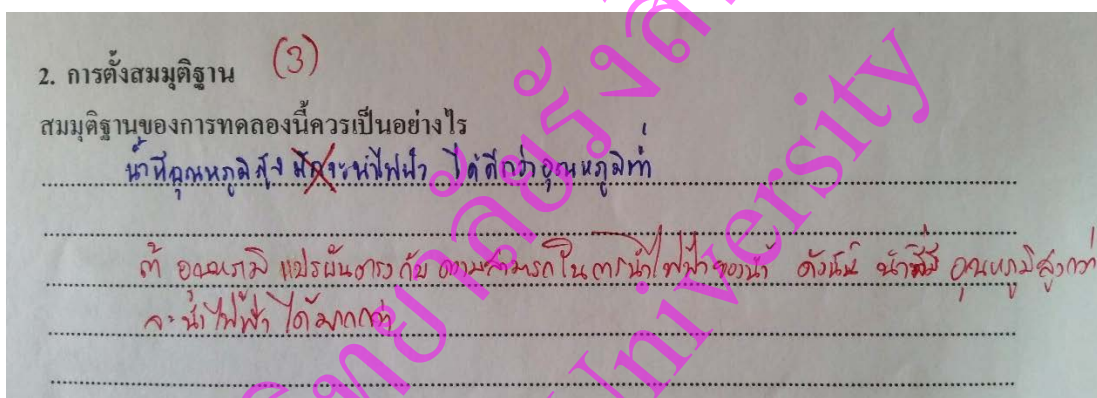 2. การตั้งสมมุติฐาน (3)
สมมุติฐานของการทดลองนี้ควรเป็นอย่างไร
น้ำที่อุณหภูมิสูง จะนำไฟฟ้า ได้ดีกว่าอุณหภูมิต่ำ
ถ้า อุณหภูมิ แปรผันตรง กับ ความสามารถ ในการนำไฟฟ้าของน้ำ ดังนั้น น้ำที่มี อุณหภูมิสูงกว่า
จะนำไฟฟ้า ได้มากกว่า
University